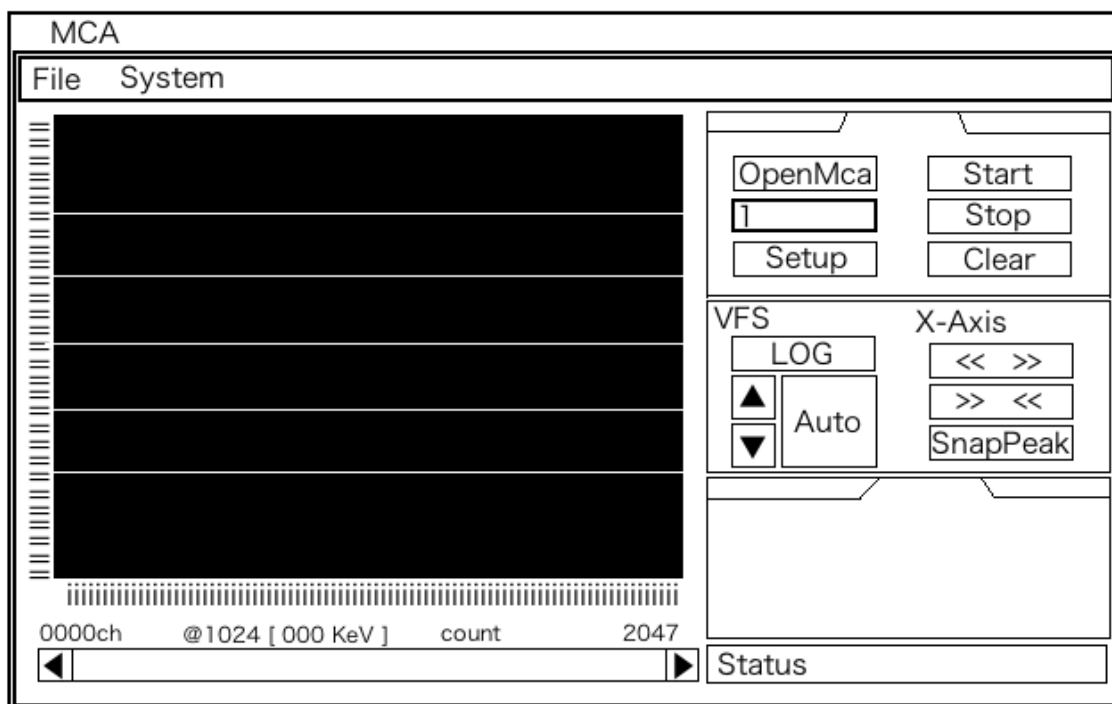 MCA
File System
OpenMca
Start
1
Stop
Setup
Clear
VFS
X-Axis
LOG
<< >>
▲
>> <<
Auto
▼
SnapPeak
0000ch @1024 [ 000 KeV ] count 2047
Status